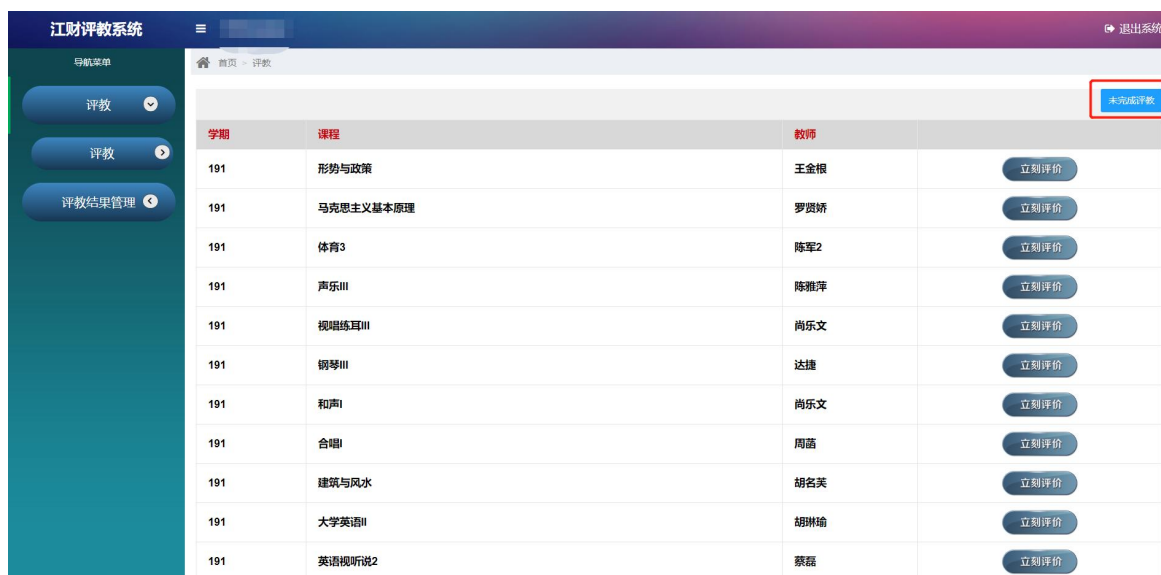 江财评教系统
退出系统
导航菜单
首页 > 评教
评教
未完成评教
学期 课程 教师
评教
191 形势与政策 王金根 立刻评价
评教结果管理
191 马克思主义基本原理 罗贤娇 立刻评价
191 体育3 陈军2 立刻评价
191 声乐III 陈雅萍 立刻评价
191 视唱练耳III 尚乐文 立刻评价
191 钢琴III 达捷 立刻评价
191 和声I 尚乐文 立刻评价
191 合唱I 周菡 立刻评价
191 建筑与风水 胡名芙 立刻评价
191 大学英语II 胡琳瑜 立刻评价
191 英语视听说2 蔡磊 立刻评价